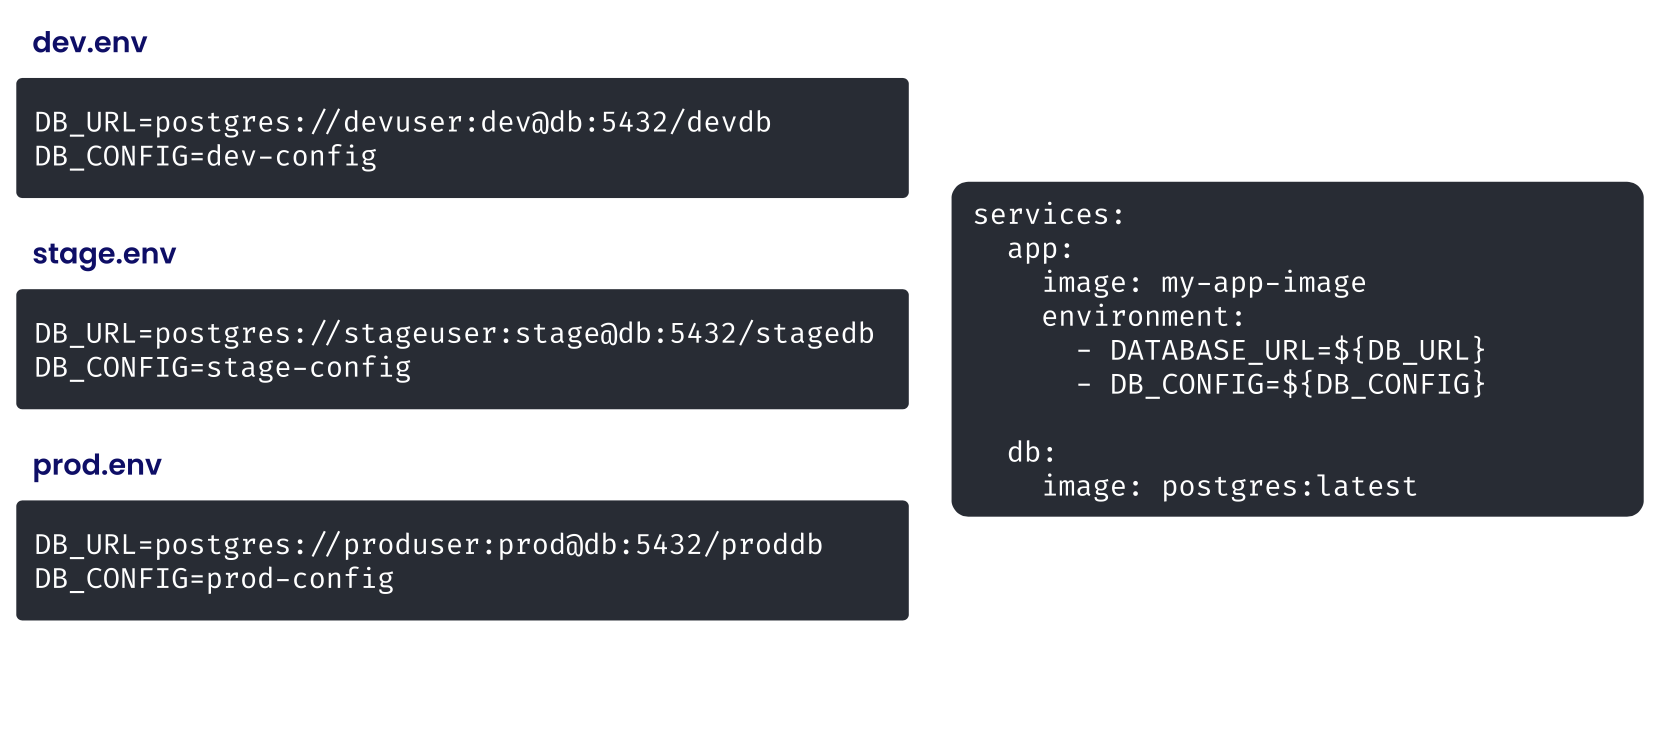 dev.env
DB_URL=postgres://devuser:dev@db:5432/devdb
DB_CONFIG=dev-config
stage.env
DB_URL=postgres://stageuser:stage@db:5432/stagedb
DB_CONFIG=stage-config
prod.env
DB_URL=postgres://produser:prod@db:5432/proddb
DB_CONFIG=prod-config
services:
  app:
    image: my-app-image
    environment:
      - DATABASE_URL=${DB_URL}
      - DB_CONFIG=${DB_CONFIG}
  db:
    image: postgres:latest